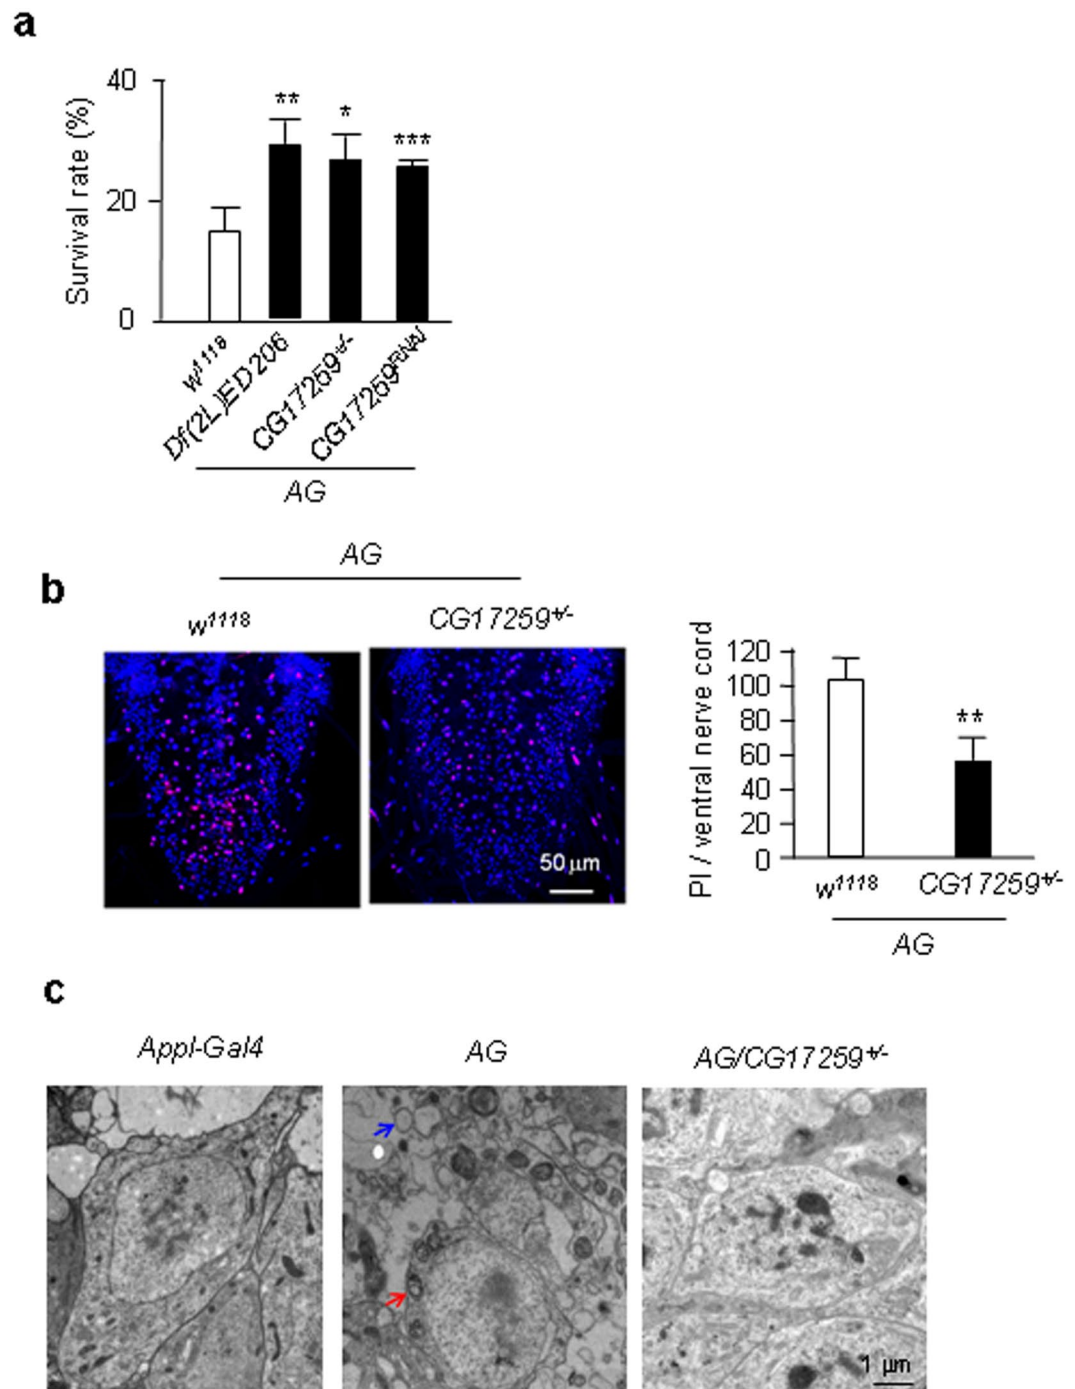 a
Survival rate (%)
40
20
0
** * ***
w1118
Df(2L)ED206
CG17259+/-
CG17259RNAi
AG
b
AG
w1118 CG17259+/-
50 μm
PI / ventral nerve cord
120
100
80
60
40
20
0
**
w1118 CG17259+/-
AG
c
Appl-Gal4 AG AG/CG17259+/-
1 μm